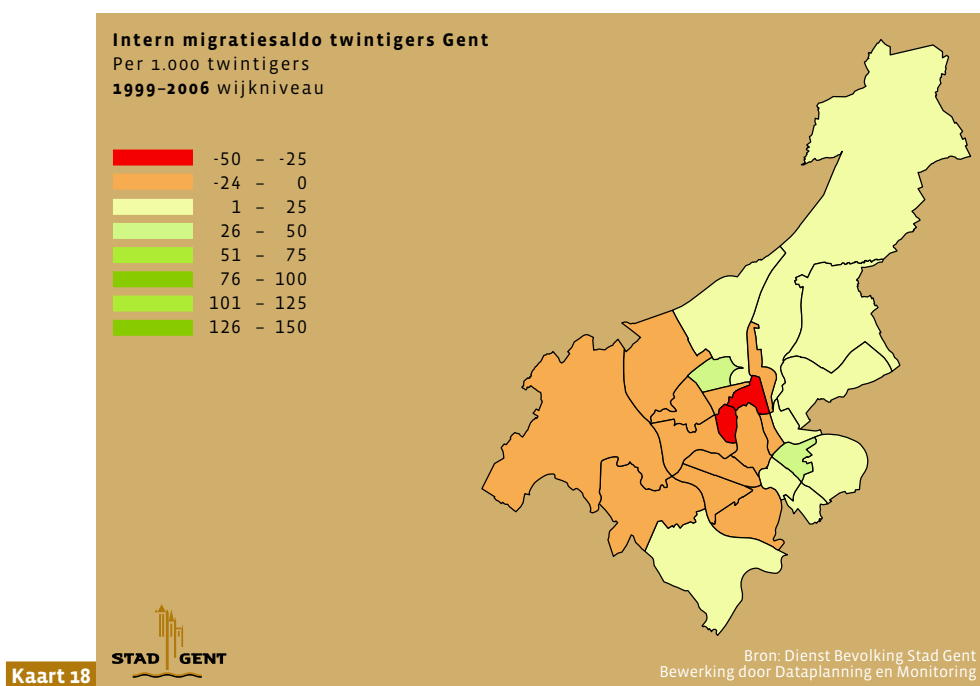 Intern migratiesaldo twintigers Gent
Per 1.000 twintigers
1999–2006 wijkniveau
-50 – -25
-24 – 0
1 – 25
26 – 50
51 – 75
76 – 100
101 – 125
126 – 150
STAD GENT
Kaart 18
Bron: Dienst Bevolking Stad Gent
Bewerking door Dataplanning en Monitoring